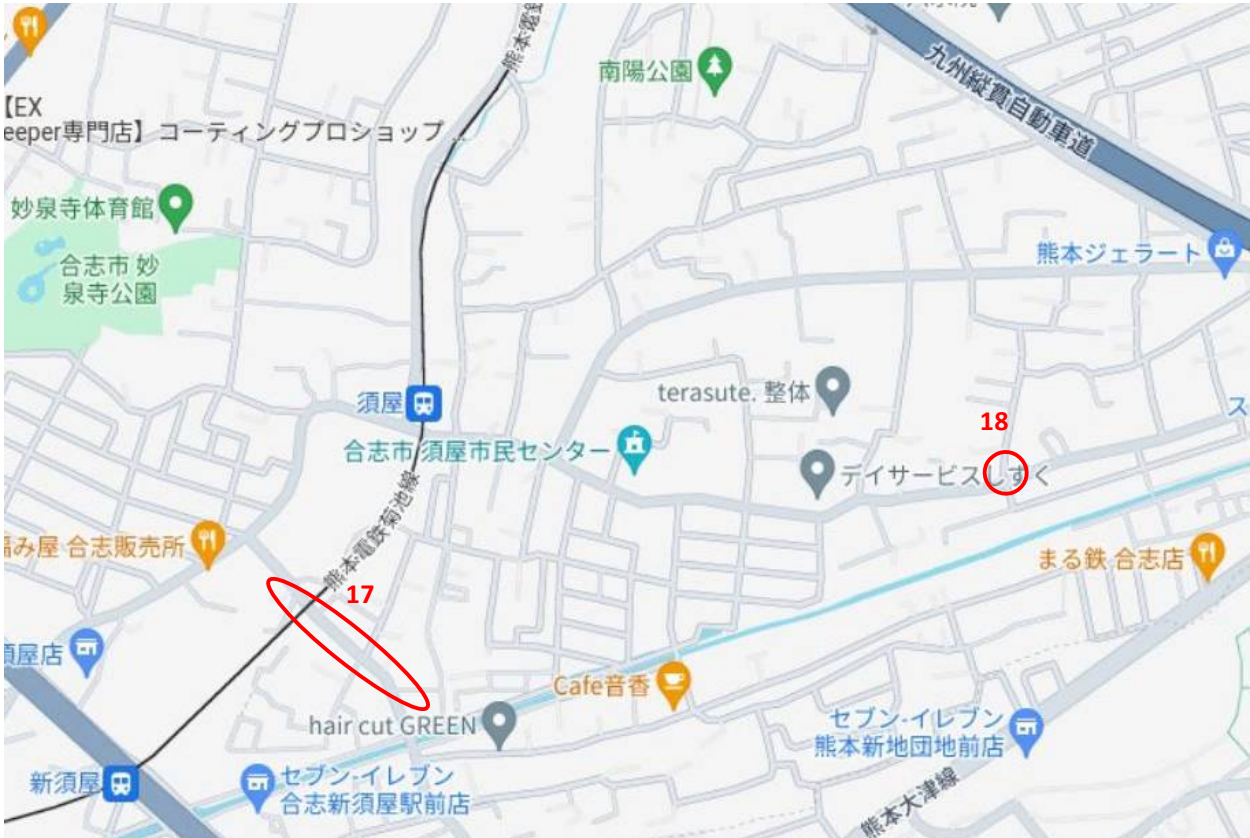 熊本電鉄
南陽公園
九州縦貫自動車道
【EX
eeper専門店】コーティングプロショップ
妙泉寺体育館
熊本ジェラート
合志市 妙
泉寺公園
須屋
terasute. 整体
ス
18
合志市 須屋市民センター
デイサービスしずく
熊本電鉄菊池線
み屋 合志販売所
まる鉄 合志店
17
須屋店
Cafe音香
hair cut GREEN
セブン-イレブン
熊本新地団地前店
新須屋
セブン-イレブン
合志新須屋駅前店
熊本大津線